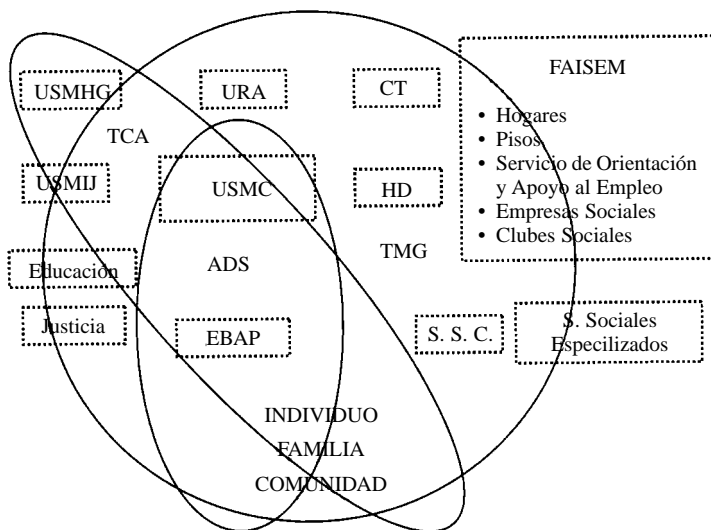 USMHG
URA
CT
FAISEM
TCA
• Hogares
• Pisos
• Servicio de Orientación
y Apoyo al Empleo
• Empresas Sociales
• Clubes Sociales
USMIJ
USMC
HD
TMG
Educación
ADS
Justicia
EBAP
S. S. C.
S. Sociales
Especilizados
INDIVIDUO
FAMILIA
COMUNIDAD